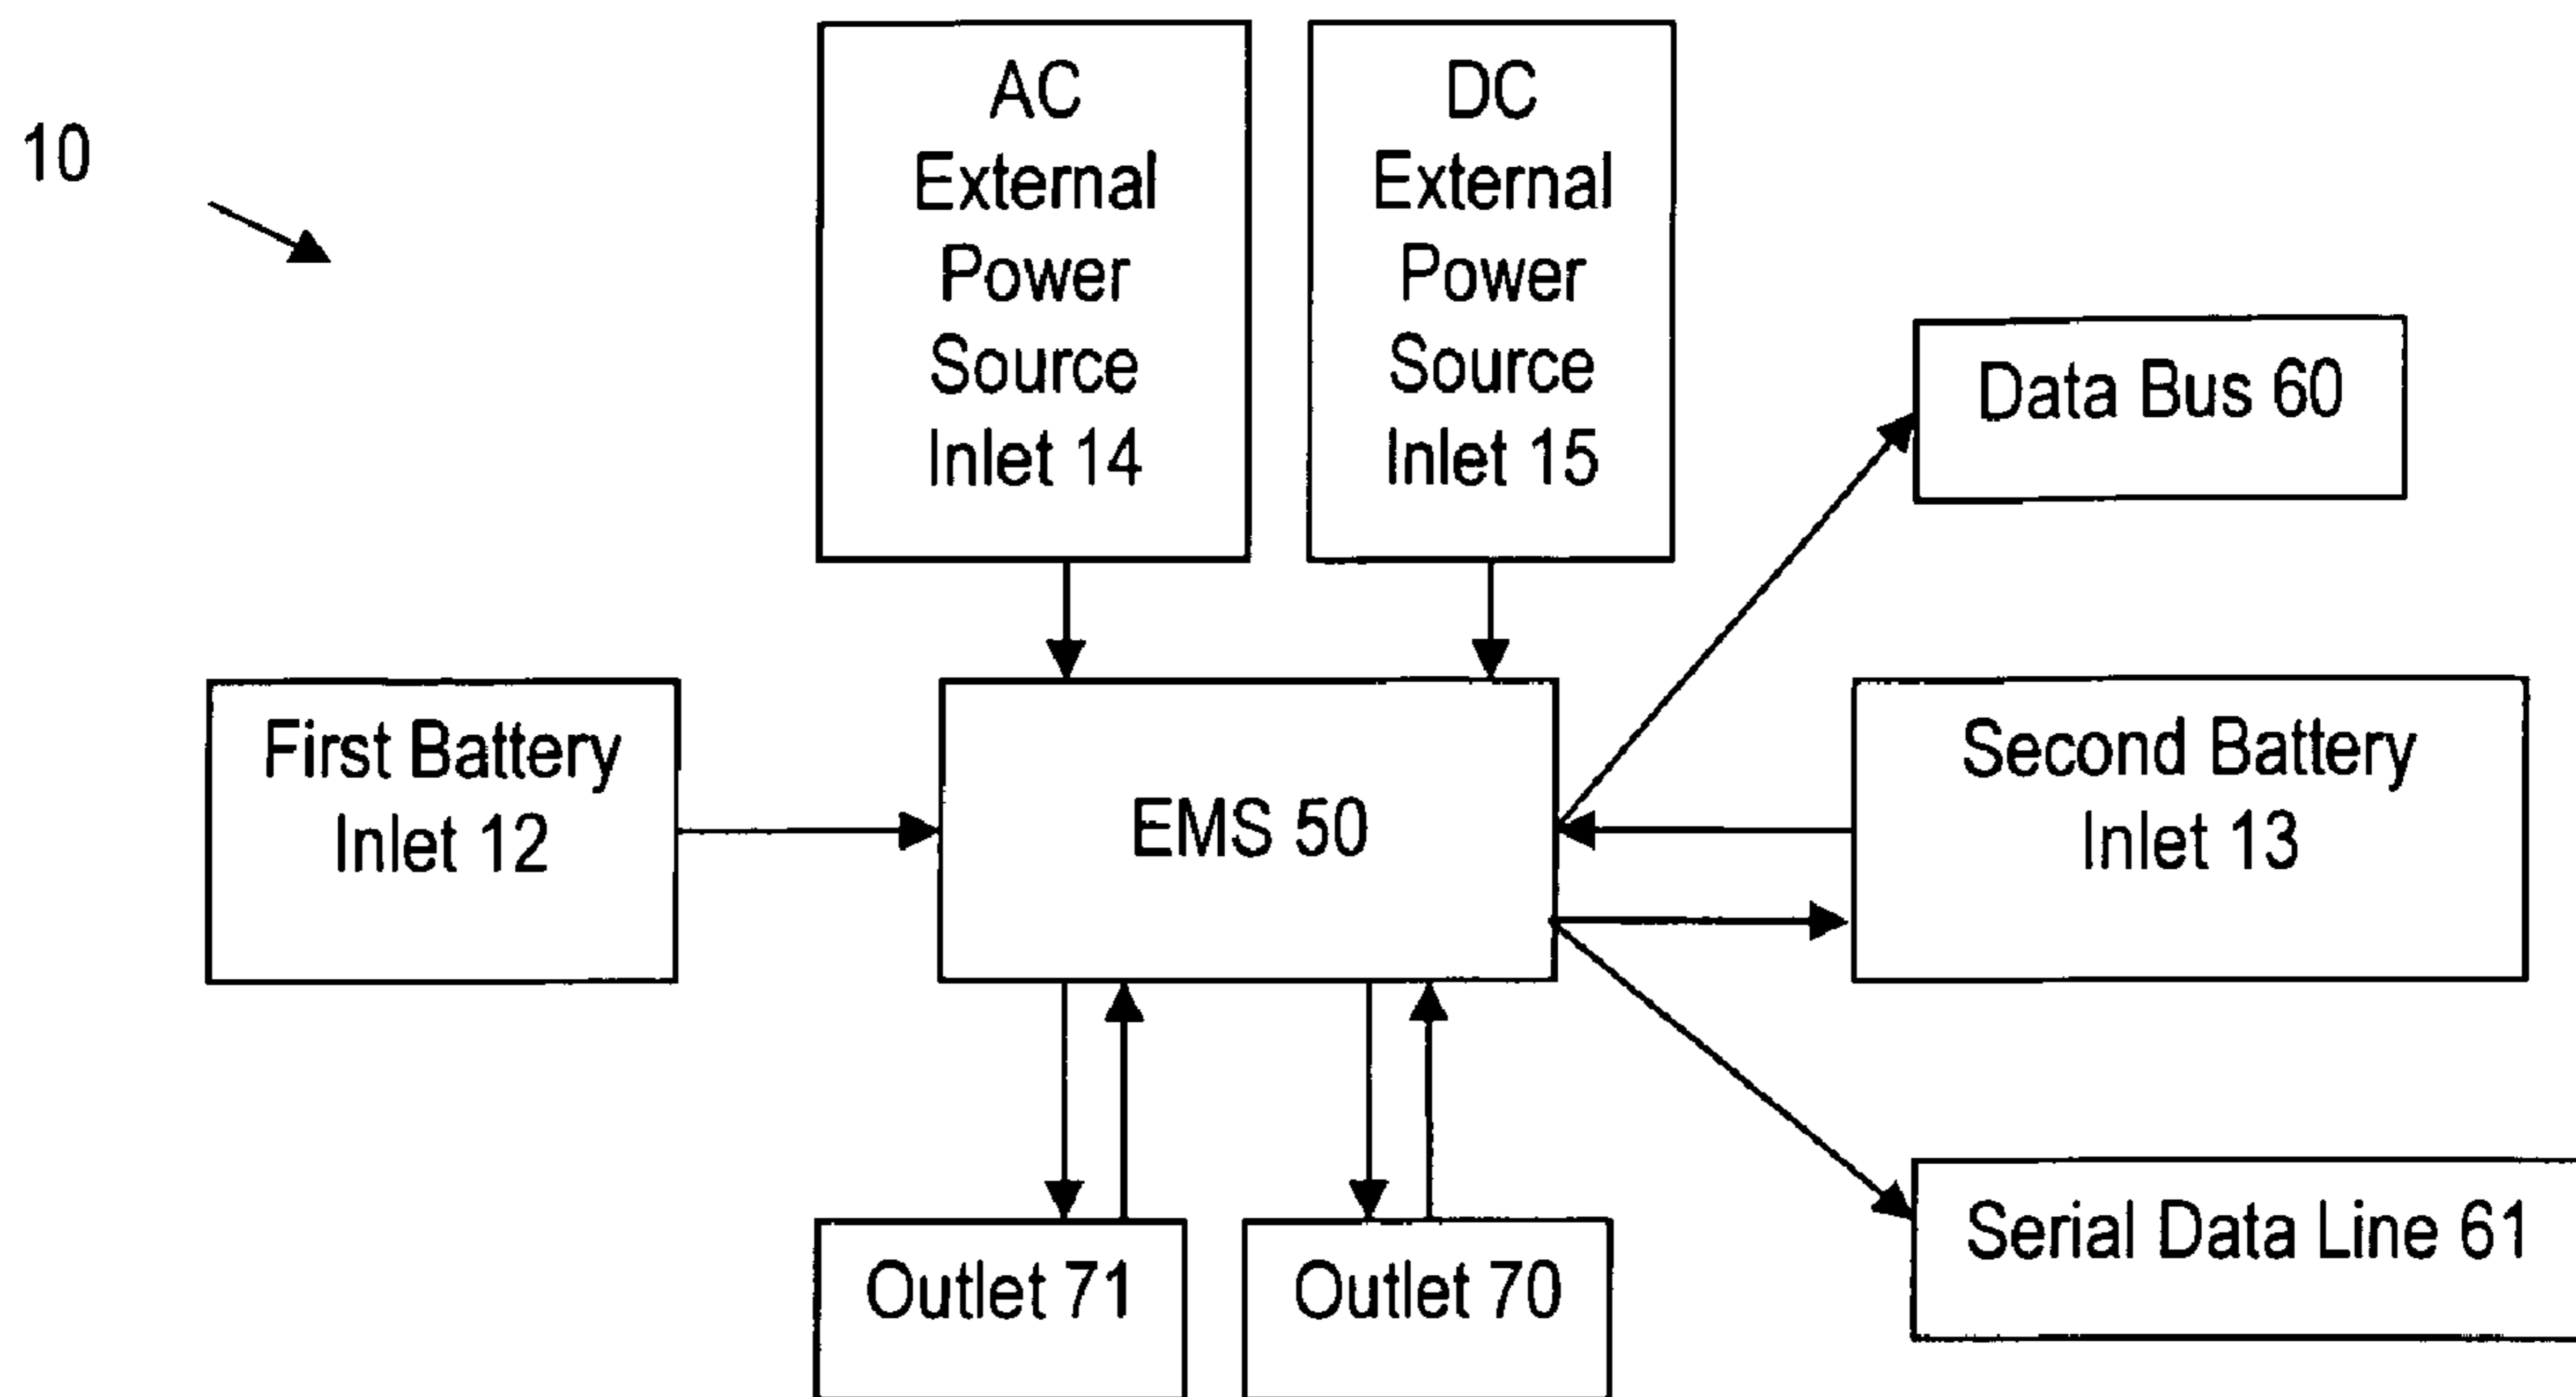 10
AC
External
Power
Source
Inlet 14
DC
External
Power
Source
Inlet 15
Data Bus 60
First Battery
Inlet 12
EMS 50
Second Battery
Inlet 13
Outlet 71
Outlet 70
Serial Data Line 61